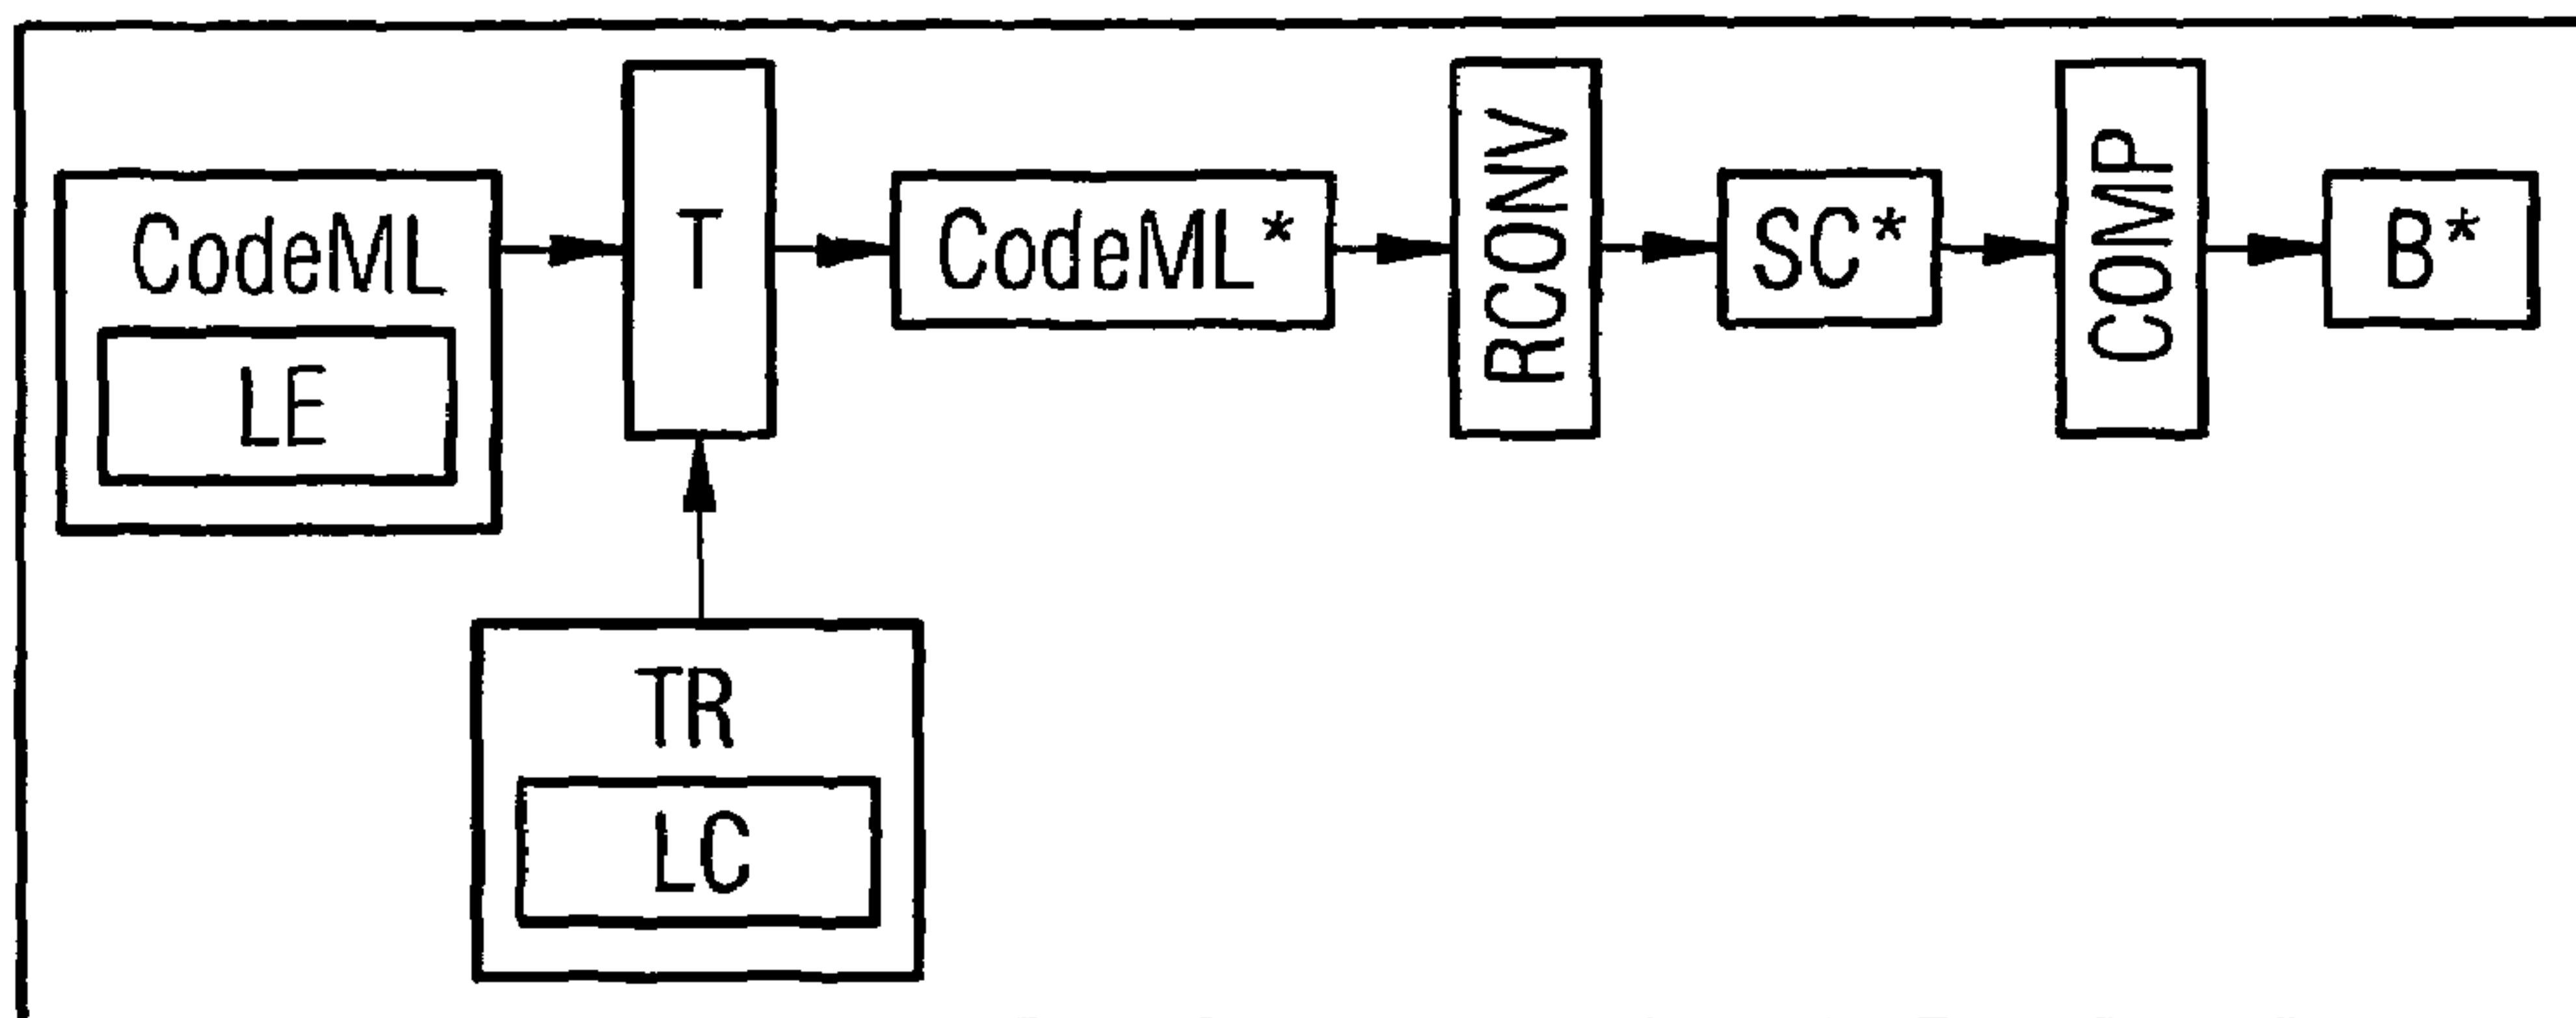 CodeML
LE
T
CodeML*
RCONV
SC*
COMP
B*
TR
LC